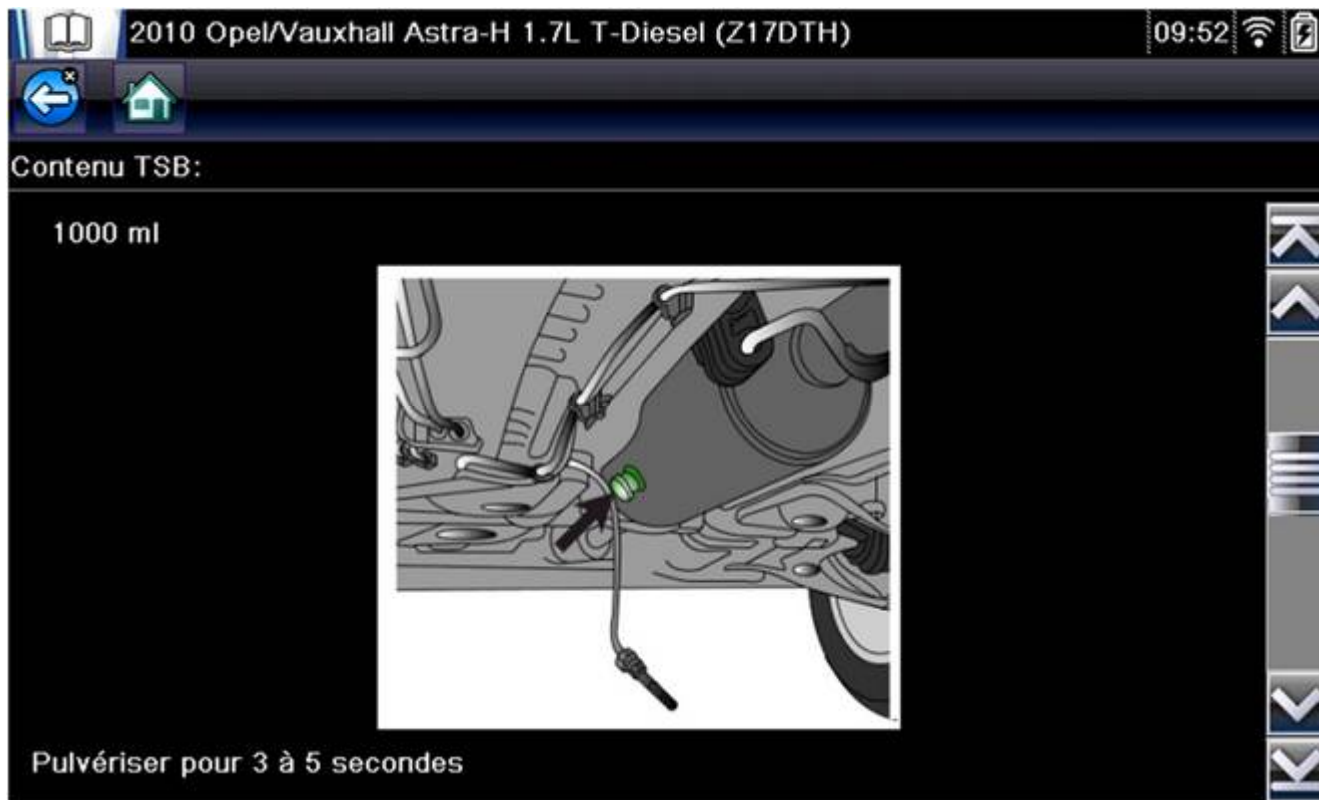 2010 Opel/Vauxhall Astra-H 1.7L T-Diesel (Z17DTH) 09:52
Contenu TSB:
1000 ml
Pulvériser pour 3 à 5 secondes